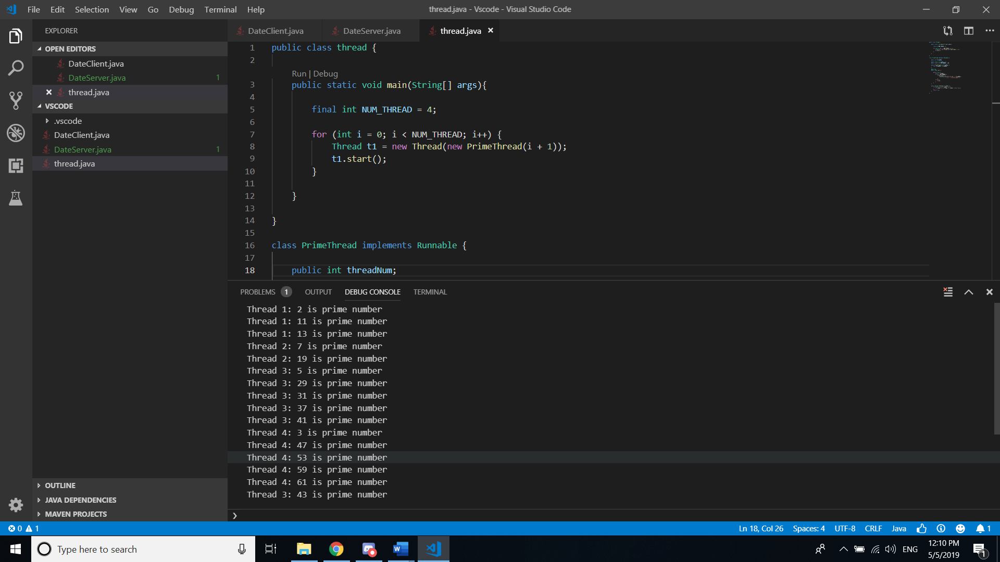 File Edit Selection View Go Debug Terminal Help
thread.java - Vscode - Visual Studio Code
EXPLORER
OPEN EDITORS
DateClient.java
DateServer.java 1
thread.java
VSCODE
.vscode
DateClient.java
DateServer.java 1
thread.java
OUTLINE
JAVA DEPENDENCIES
MAVEN PROJECTS
DateClient.java DateServer.java thread.java
1 public class thread {
2
Run | Debug
3 public static void main(String[] args){
4
5 final int NUM_THREAD = 4;
6
7 for (int i = 0; i < NUM_THREAD; i++) {
8 Thread t1 = new Thread(new PrimeThread(i + 1));
9 t1.start();
10 }
11
12 }
13
14 }
15
16 class PrimeThread implements Runnable {
17
18 public int threadNum;
PROBLEMS 1 OUTPUT DEBUG CONSOLE TERMINAL
Thread 1: 2 is prime number
Thread 1: 11 is prime number
Thread 1: 13 is prime number
Thread 2: 7 is prime number
Thread 2: 19 is prime number
Thread 3: 5 is prime number
Thread 3: 29 is prime number
Thread 3: 31 is prime number
Thread 3: 37 is prime number
Thread 3: 41 is prime number
Thread 4: 3 is prime number
Thread 4: 47 is prime number
Thread 4: 53 is prime number
Thread 4: 59 is prime number
Thread 4: 61 is prime number
Thread 3: 43 is prime number
0 1
Ln 18, Col 26 Spaces: 4 UTF-8 CRLF Java 1
Type here to search
ENG
12:10 PM
5/5/2019
1